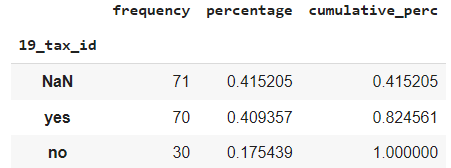 frequency percentage cumulative_perc
19_tax_id
NaN 71 0.415205 0.415205
yes 70 0.409357 0.824561
no 30 0.175439 1.000000